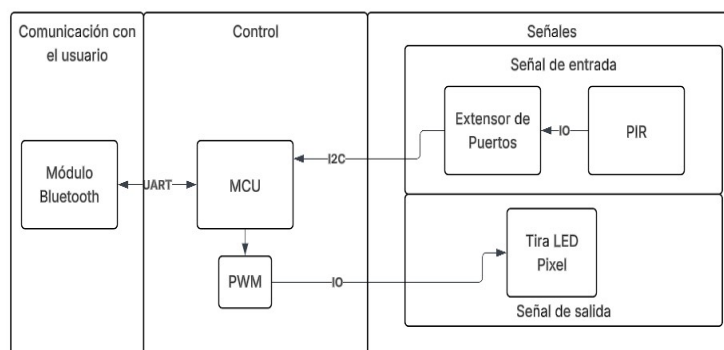 Comunicación con
el usuario
Control
Señales
Señal de entrada
Extensor de
Puertos
IO
PIR
I2C
Módulo
Bluetooth
UART
MCU
PWM
IO
Tira LED
Pixel
Señal de salida